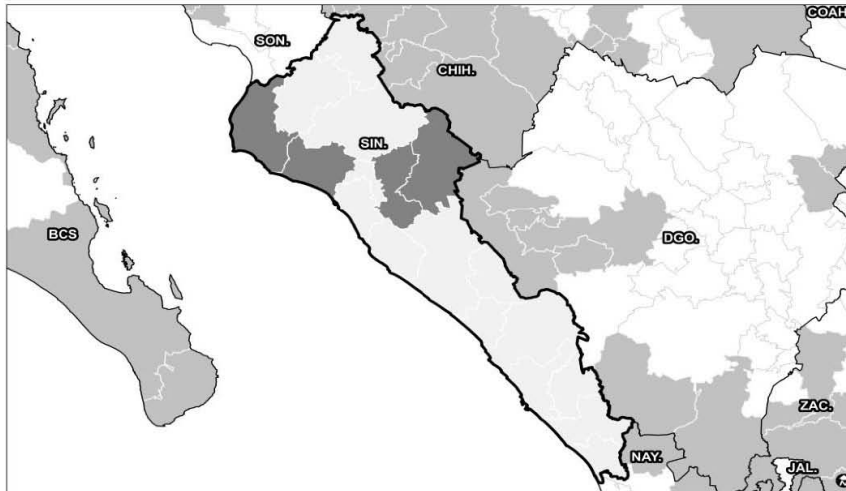 COAH
SON.
CHIH.
SIN.
BCS
DGO.
ZAC.
NAY.
JAL.